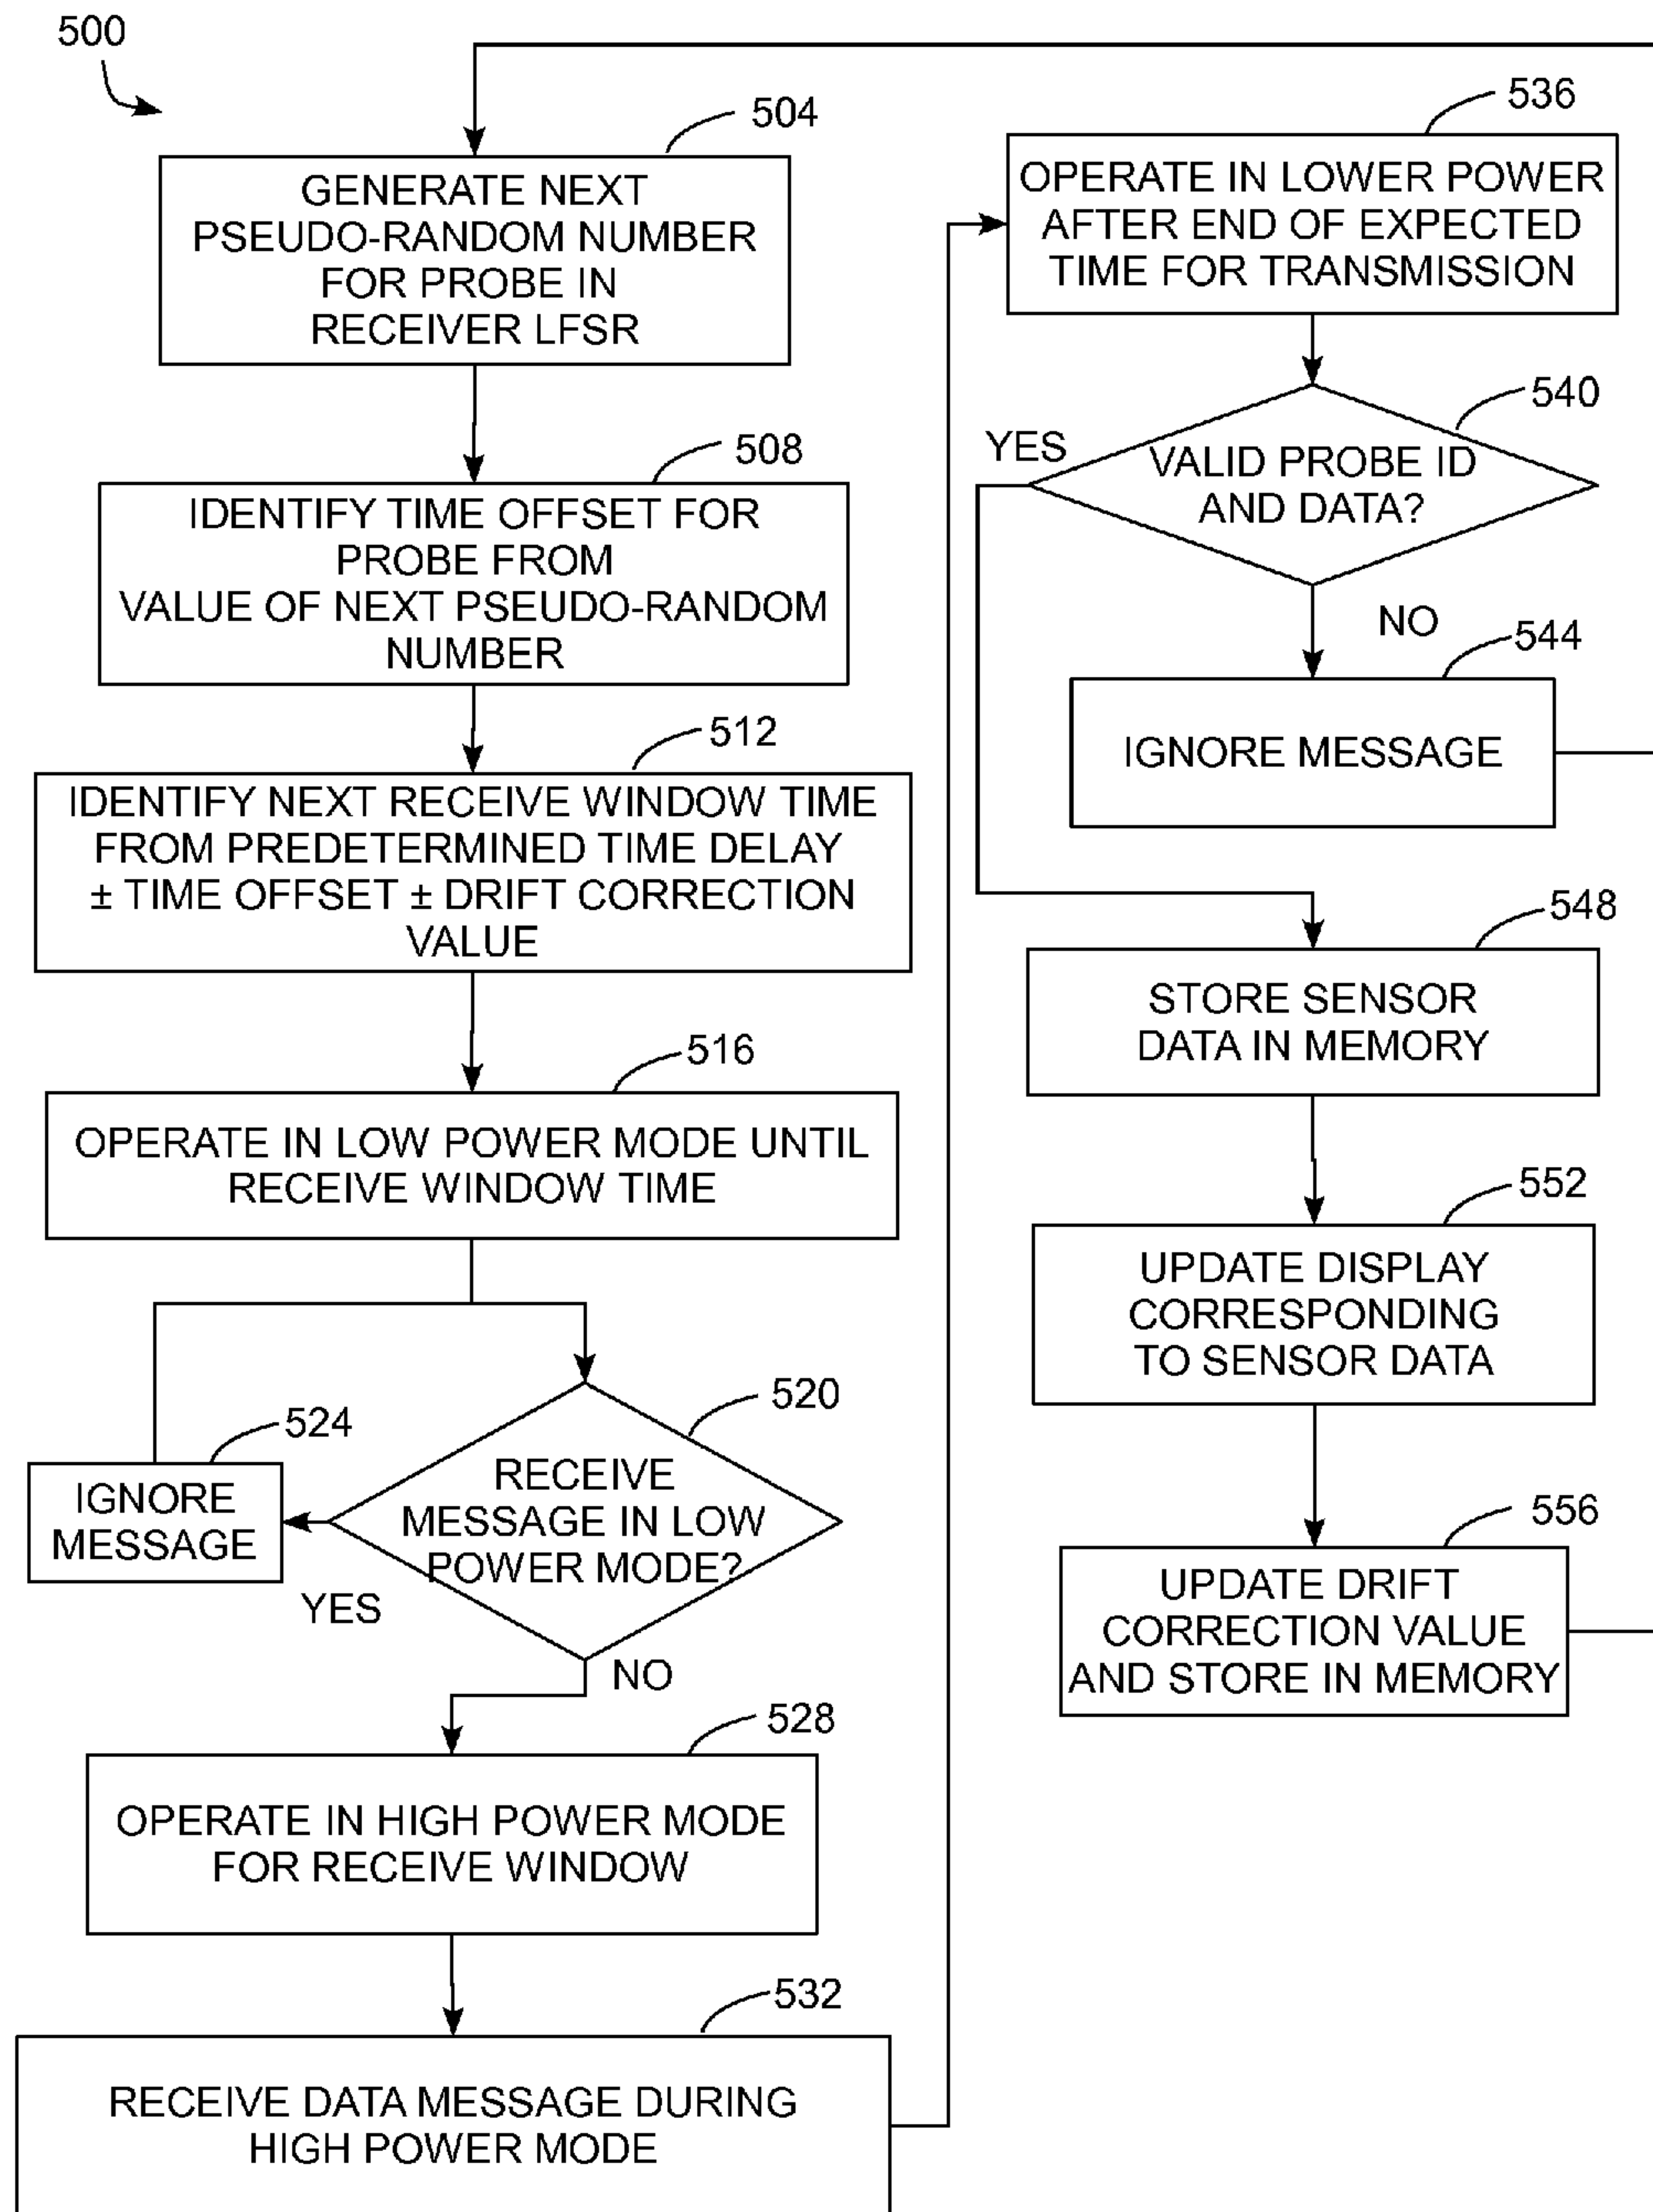 500
504
GENERATE NEXT
PSEUDO-RANDOM NUMBER
FOR PROBE IN
RECEIVER LFSR
508
IDENTIFY TIME OFFSET FOR
PROBE FROM
VALUE OF NEXT PSEUDO-RANDOM
NUMBER
512
IDENTIFY NEXT RECEIVE WINDOW TIME
FROM PREDETERMINED TIME DELAY
± TIME OFFSET ± DRIFT CORRECTION
VALUE
516
OPERATE IN LOW POWER MODE UNTIL
RECEIVE WINDOW TIME
520
RECEIVE
MESSAGE IN LOW
POWER MODE?
524
IGNORE
MESSAGE
YES
NO
528
OPERATE IN HIGH POWER MODE
FOR RECEIVE WINDOW
532
RECEIVE DATA MESSAGE DURING
HIGH POWER MODE
536
OPERATE IN LOWER POWER
AFTER END OF EXPECTED
TIME FOR TRANSMISSION
540
YES
VALID PROBE ID
AND DATA?
NO
544
IGNORE MESSAGE
548
STORE SENSOR
DATA IN MEMORY
552
UPDATE DISPLAY
CORRESPONDING
TO SENSOR DATA
556
UPDATE DRIFT
CORRECTION VALUE
AND STORE IN MEMORY